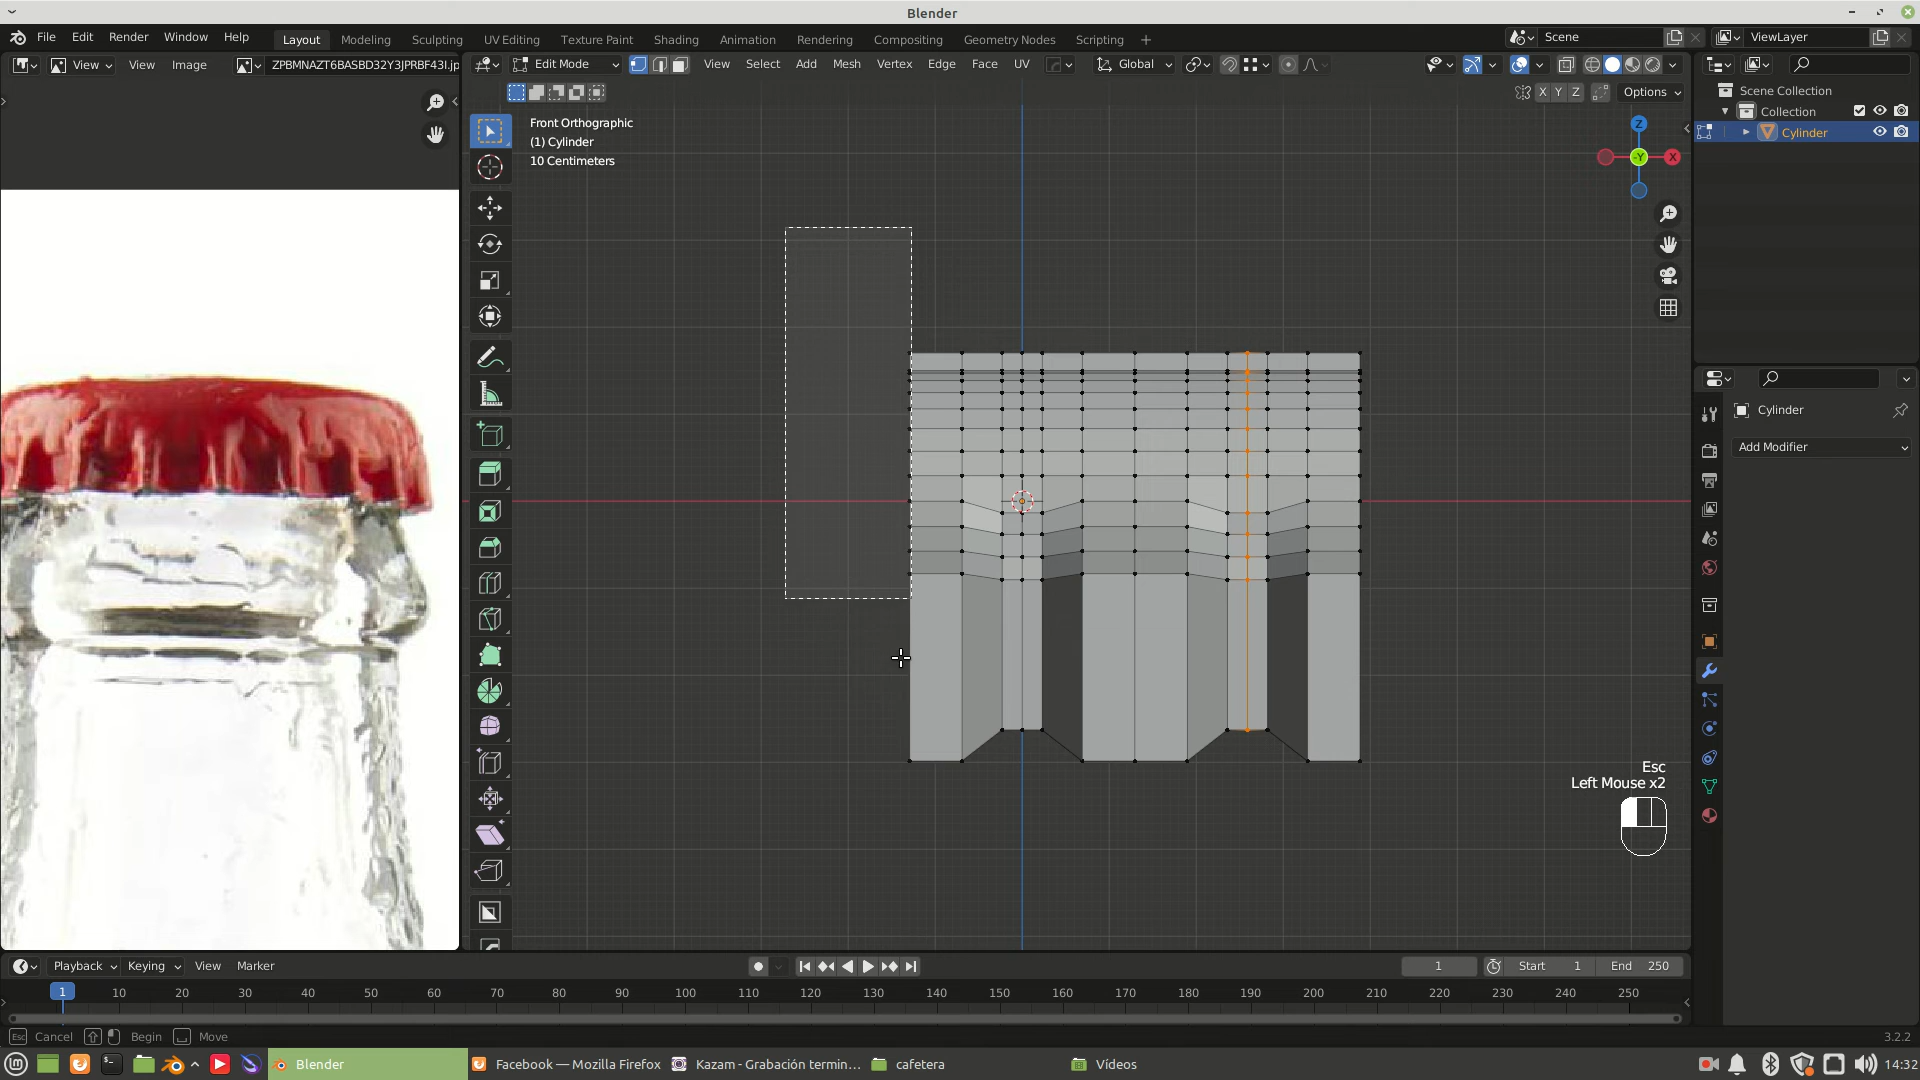 Blender
File Edit Render Window Help
Layout Modeling Sculpting UV Editing Texture Paint Shading Animation Rendering Compositing Geometry Nodes Scripting +
Scene
ViewLayer
View View Image ZPBMNAZT6BASBD32Y3JPRBF43I.jp
Edit Mode View Select Add Mesh Vertex Edge Face UV Global
X Y Z Options
Front Orthographic
(1) Cylinder
10 Centimeters
Z
-Y
X
Scene Collection
Collection
Cylinder
Cylinder
Add Modifier
Esc
Left Mouse x2
Playback Keying View Marker 1 Start 1 End 250
1 10 20 30 40 50 60 70 80 90 100 110 120 130 140 150 160 170 180 190 200 210 220 230 240 250
Esc Cancel Begin Move 3.2.2
Blender Facebook — Mozilla Firefox Kazam - Grabación termin... cafetera Vídeos 14:32